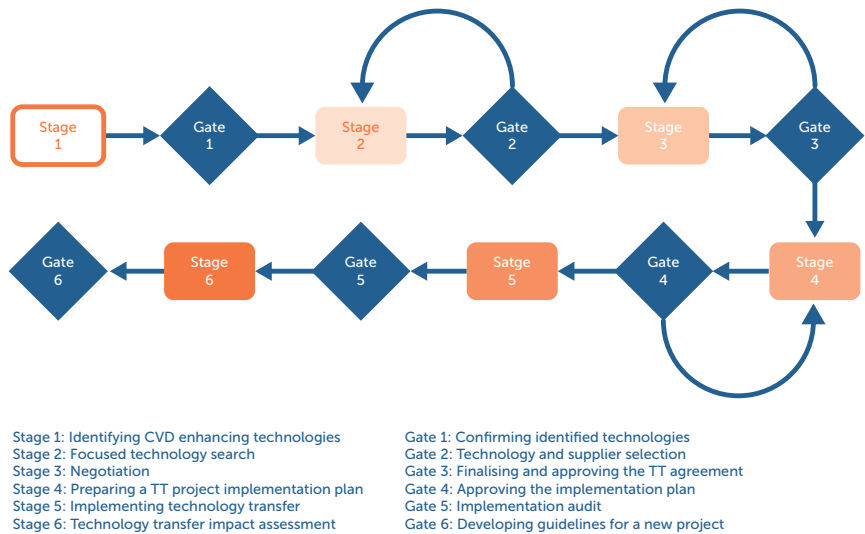 Stage
1
Gate
1
Stage
2
Gate
2
Stage
3
Gate
3
Gate
6
Stage
6
Gate
5
Satge
5
Gate
4
Stage
4
Stage 1: Identifying CVD enhancing technologies
Stage 2: Focused technology search
Stage 3: Negotiation
Stage 4: Preparing a TT project implementation plan
Stage 5: Implementing technology transfer
Stage 6: Technology transfer impact assessment
Gate 1: Confirming identified technologies
Gate 2: Technology and supplier selection
Gate 3: Finalising and approving the TT agreement
Gate 4: Approving the implementation plan
Gate 5: Implementation audit
Gate 6: Developing guidelines for a new project